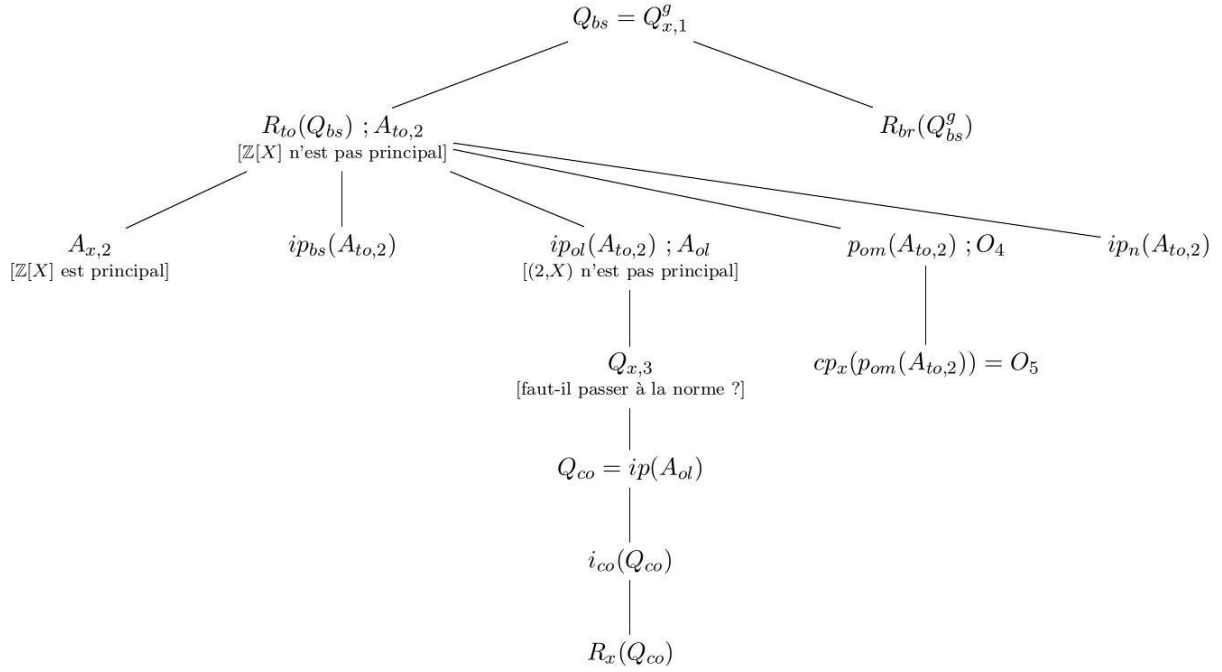 Q_{bs} = Q^g_{x,1}
R_{to}(Q_{bs}) ; A_{to,2}
[ℤ[X] n'est pas principal]
R_{br}(Q^g_{bs})
A_{x,2}
[ℤ[X] est principal]
ip_{bs}(A_{to,2})
ip_{ol}(A_{to,2}) ; A_{ol}
[(2,X) n'est pas principal]
p_{om}(A_{to,2}) ; O_4
ip_n(A_{to,2})
Q_{x,3}
[faut-il passer à la norme ?]
cp_x(p_{om}(A_{to,2})) = O_5
Q_{co} = ip(A_{ol})
i_{co}(Q_{co})
R_x(Q_{co})